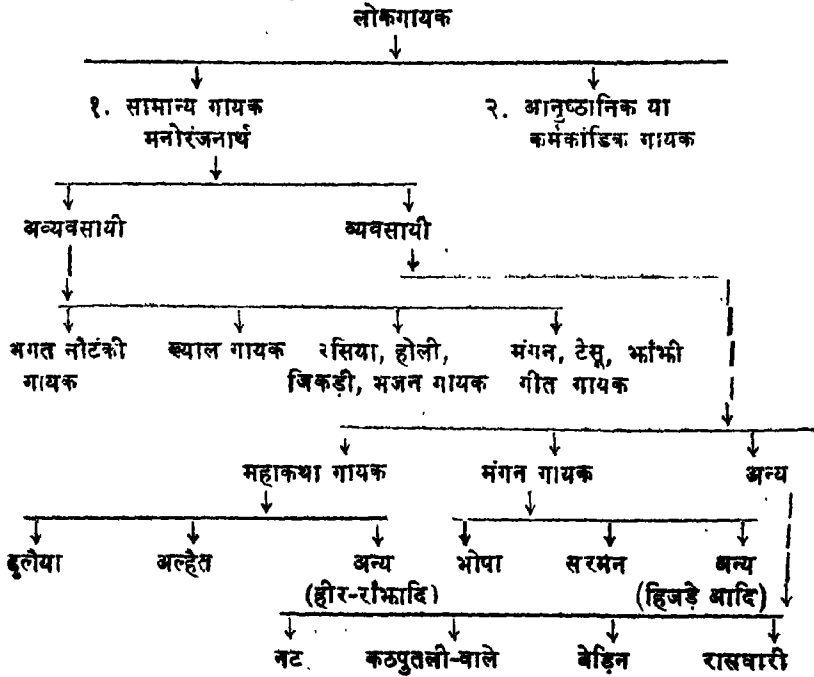 लोकगायक
१. सामान्य गायक २. आनुष्ठानिक या
मनोरंजनार्थ कर्मकांडिक गायक
अव्यवसायी व्यवसायी
भगत नौटंकी ख्याल गायक रसिया, होली, मंगन, टेसू, झांझी
गायक जिकड़ी, भजन गायक गीत गायक
महाकथा गायक मंगन गायक अन्य
ढुलैया अल्हैत अन्य भोपा सरमन अन्य
(हीर-रांझादि) (हिजड़े आदि)
नट कठपुतली-वाले बेड़िन रासधारी